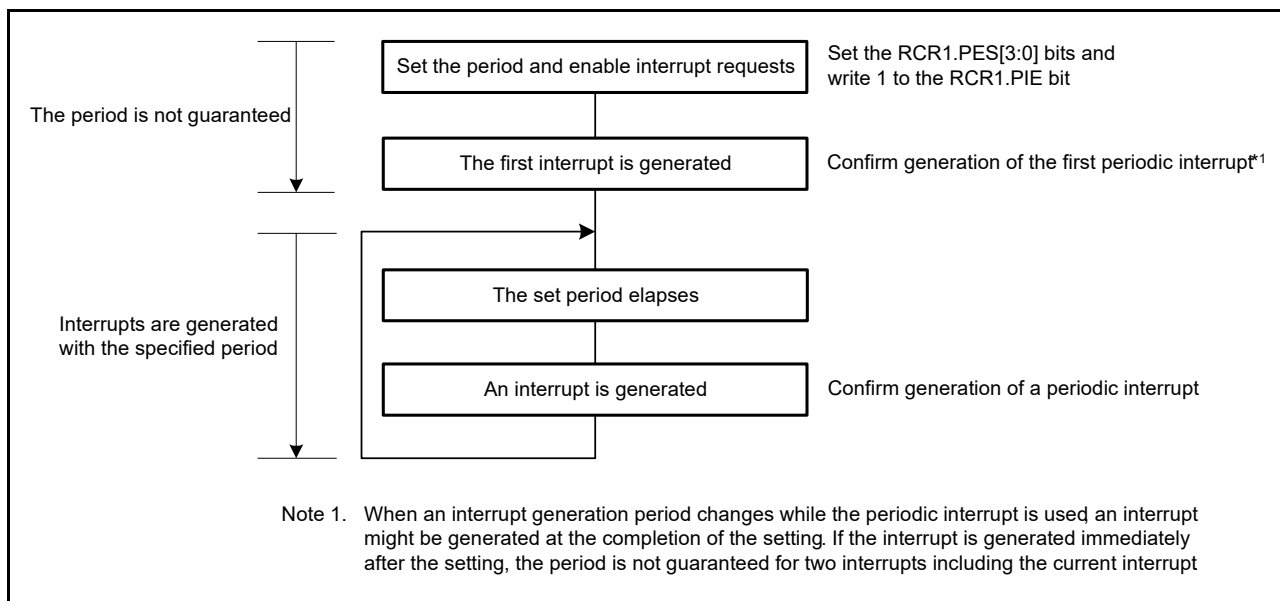 Set the period and enable interrupt requests
Set the RCR1.PES[3:0] bits and
write 1 to the RCR1.PIE bit
The period is not guaranteed
The first interrupt is generated
Confirm generation of the first periodic interrupt*1
The set period elapses
Interrupts are generated
with the specified period
An interrupt is generated
Confirm generation of a periodic interrupt
Note 1. When an interrupt generation period changes while the periodic interrupt is used, an interrupt
might be generated at the completion of the setting. If the interrupt is generated immediately
after the setting, the period is not guaranteed for two interrupts including the current interrupt